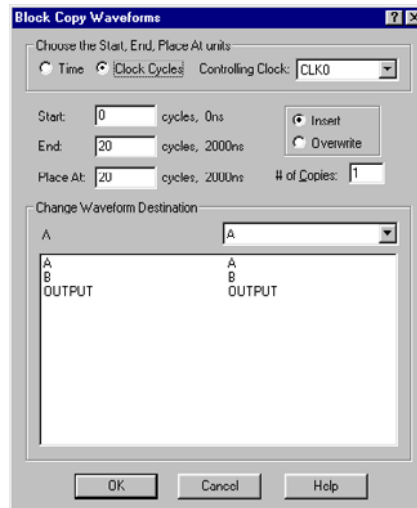 Block Copy Waveforms
Choose the Start, End, Place At units
Time Clock Cycles Controlling Clock: CLK0
Start: 0 cycles, 0ns
Insert
End: 20 cycles, 2000ns
Overwrite
Place At: 20 cycles, 2000ns
# of Copies: 1
Change Waveform Destination
A A
A A
B B
OUTPUT OUTPUT
OK Cancel Help